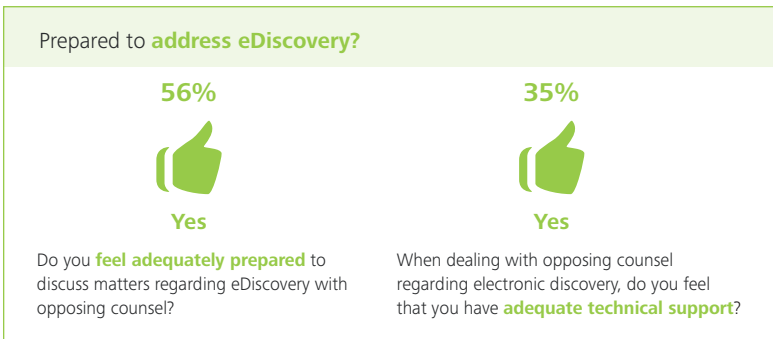 Prepared to address eDiscovery?
56%
Yes
Do you feel adequately prepared to
discuss matters regarding eDiscovery with
opposing counsel?
35%
Yes
When dealing with opposing counsel
regarding electronic discovery, do you feel
that you have adequate technical support?